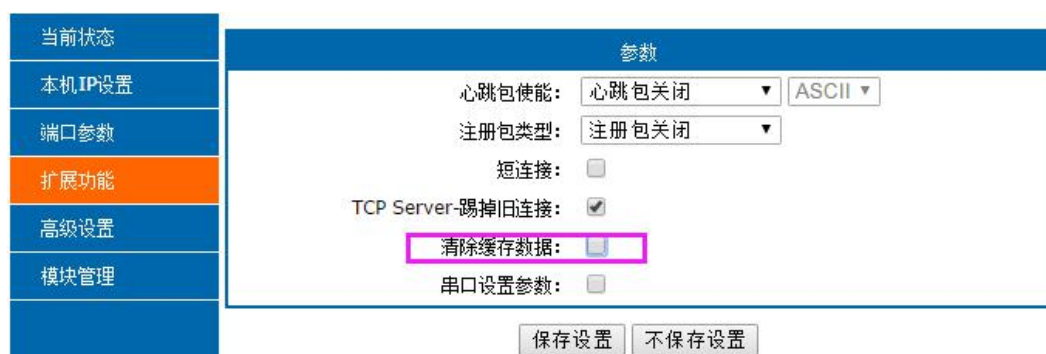 当前状态
本机IP设置
端口参数
扩展功能
高级设置
模块管理
参数
心跳包使能： 心跳包关闭 ASCII
注册包类型： 注册包关闭
短连接：
TCP Server-踢掉旧连接：
清除缓存数据：
串口设置参数：
保存设置 不保存设置